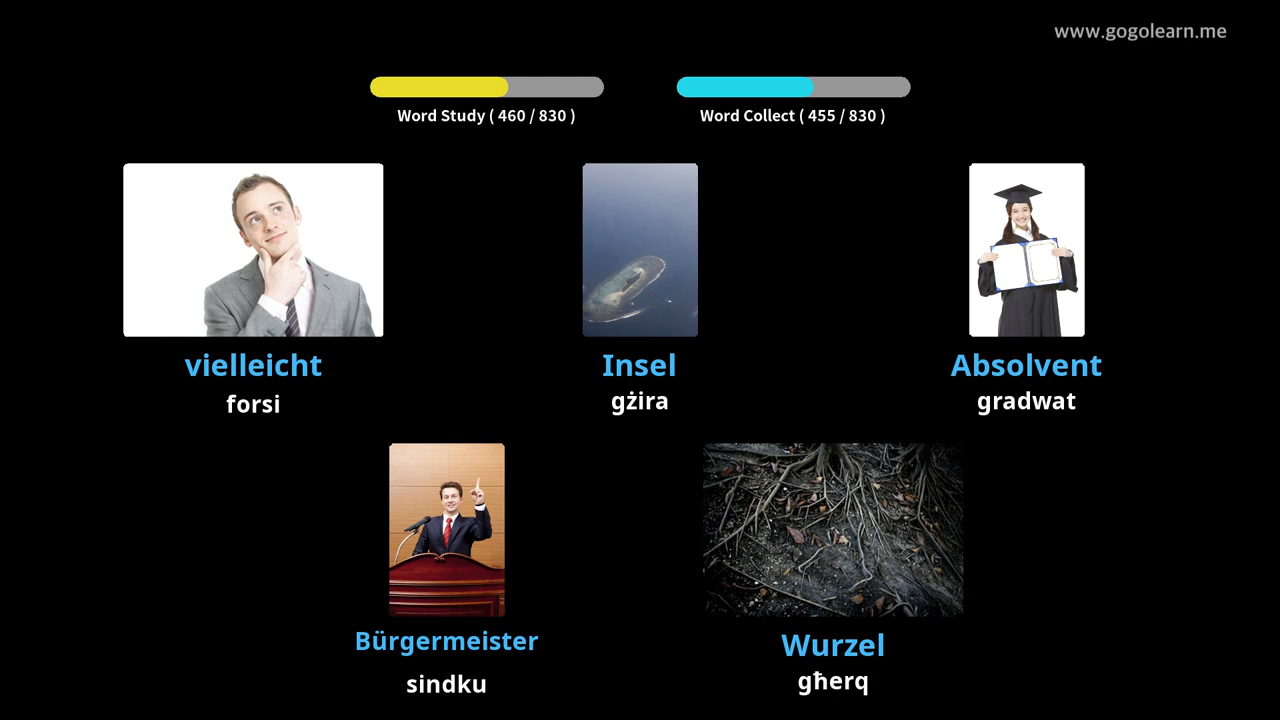 www.gogolearn.me
Word Study ( 460 / 830 )
Word Collect ( 455 / 830 )
vielleicht
forsi
Insel
gżira
Absolvent
gradwat
Bürgermeister
sindku
Wurzel
għerq